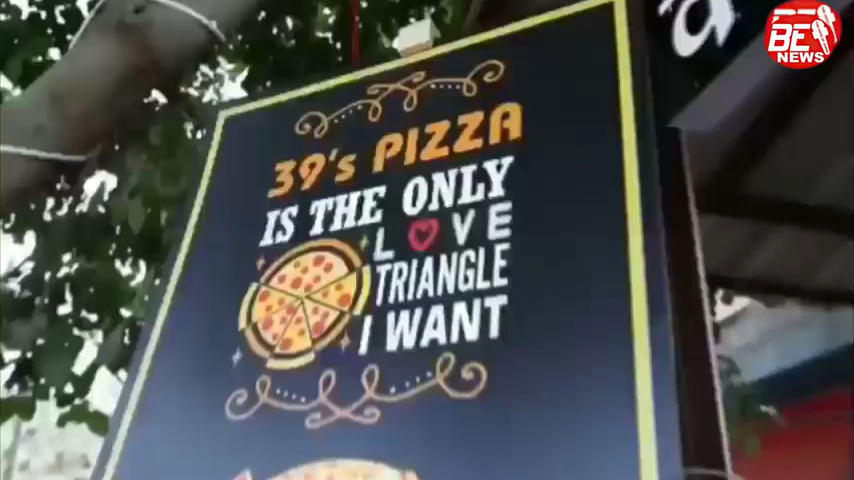 BE
NEWS
39's PIZZA
IS THE ONLY
LOVE
TRIANGLE
I WANT